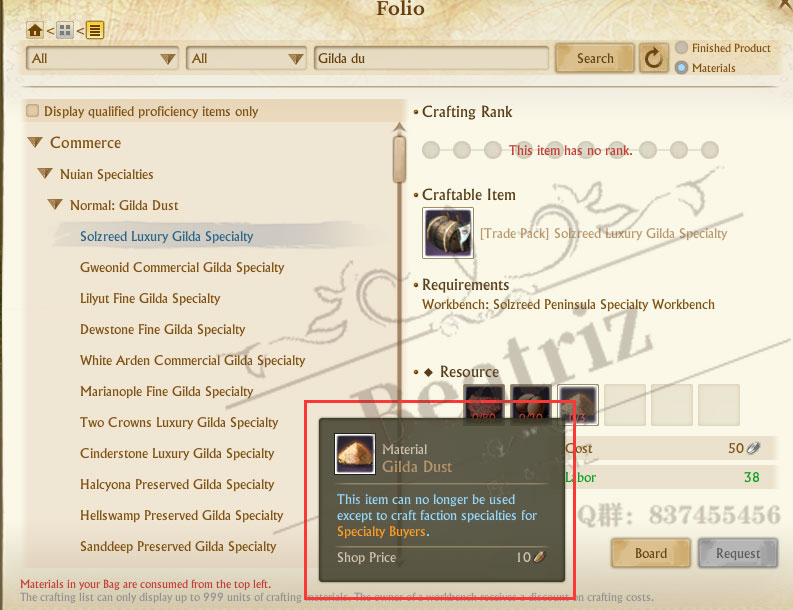 Folio
< <
All
All
Gilda du
Search
Finished Product
Materials
Display qualified proficiency items only
Commerce
Nuian Specialties
Normal: Gilda Dust
Solzreed Luxury Gilda Specialty
Gweonid Commercial Gilda Specialty
Lilyut Fine Gilda Specialty
Dewstone Fine Gilda Specialty
White Arden Commercial Gilda Specialty
Marianople Fine Gilda Specialty
Two Crowns Luxury Gilda Specialty
Cinderstone Luxury Gilda Specialty
Halcyona Preserved Gilda Specialty
Hellswamp Preserved Gilda Specialty
Sanddeep Preserved Gilda Specialty
Crafting Rank
This item has no rank.
Craftable Item
[Trade Pack] Solzreed Luxury Gilda Specialty
Requirements
Workbench: Solzreed Peninsula Specialty Workbench
Resource
Beatriz
Material
Gilda Dust
This item can no longer be used
except to craft faction specialties for
Specialty Buyers.
Shop Price 10
Cost 50
Labor 38
Q群: 837455456
Board
Request
Materials in your Bag are consumed from the top left.
The crafting list can only display up to 999 units of crafting materials. The owner of a workbench receives a discount on crafting costs.